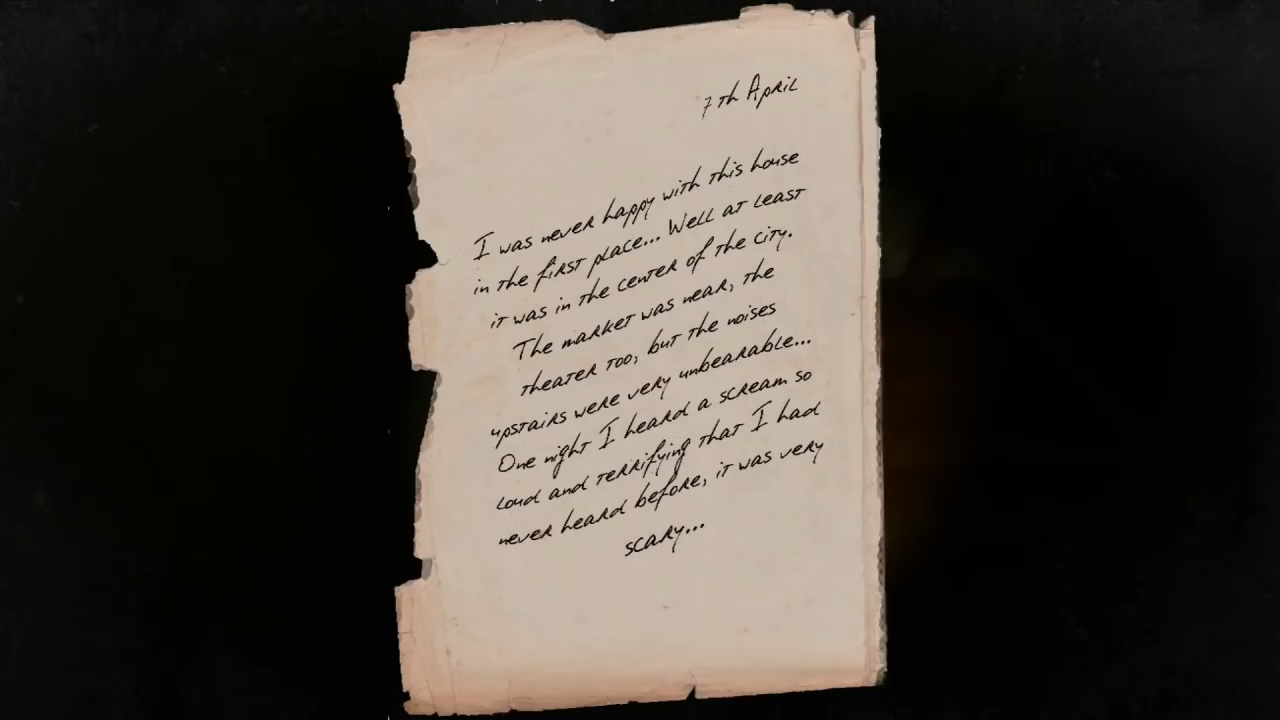 7th April
I was never happy with this house
in the first place... Well at least
it was in the center of the city.
The market was near, the
theater too, but the noises
upstairs were very unbearable...
One night I heard a scream so
loud and terrifying that I had
never heard before, it was very
scary...